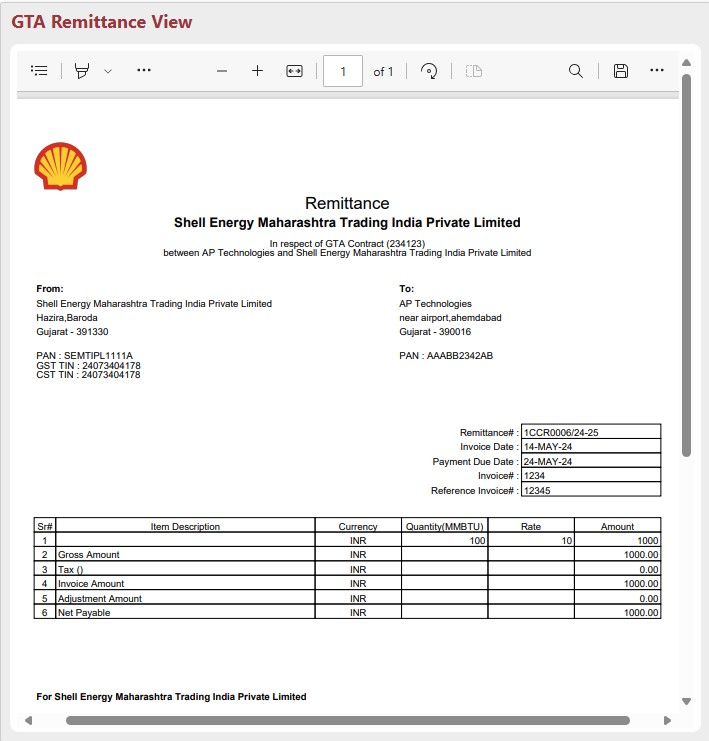 GTA Remittance View
1 of 1
Remittance
Shell Energy Maharashtra Trading India Private Limited
In respect of GTA Contract (234123)
between AP Technologies and Shell Energy Maharashtra Trading India Private Limited
From:
Shell Energy Maharashtra Trading India Private Limited
Hazira,Baroda
Gujarat - 391330
PAN : SEMTIPL1111A
GST TIN : 24073404178
CST TIN : 24073404178
To:
AP Technologies
near airport,ahemdabad
Gujarat - 390016
PAN : AAABB2342AB
Remittance# : 1CCR0006/24-25
Invoice Date : 14-MAY-24
Payment Due Date : 24-MAY-24
Invoice# : 1234
Reference Invoice# : 12345
Sr# Item Description Currency Quantity(MMBTU) Rate Amount
1 INR 100 10 1000
2 Gross Amount INR 1000.00
3 Tax () INR 0.00
4 Invoice Amount INR 1000.00
5 Adjustment Amount INR 0.00
6 Net Payable INR 1000.00
For Shell Energy Maharashtra Trading India Private Limited